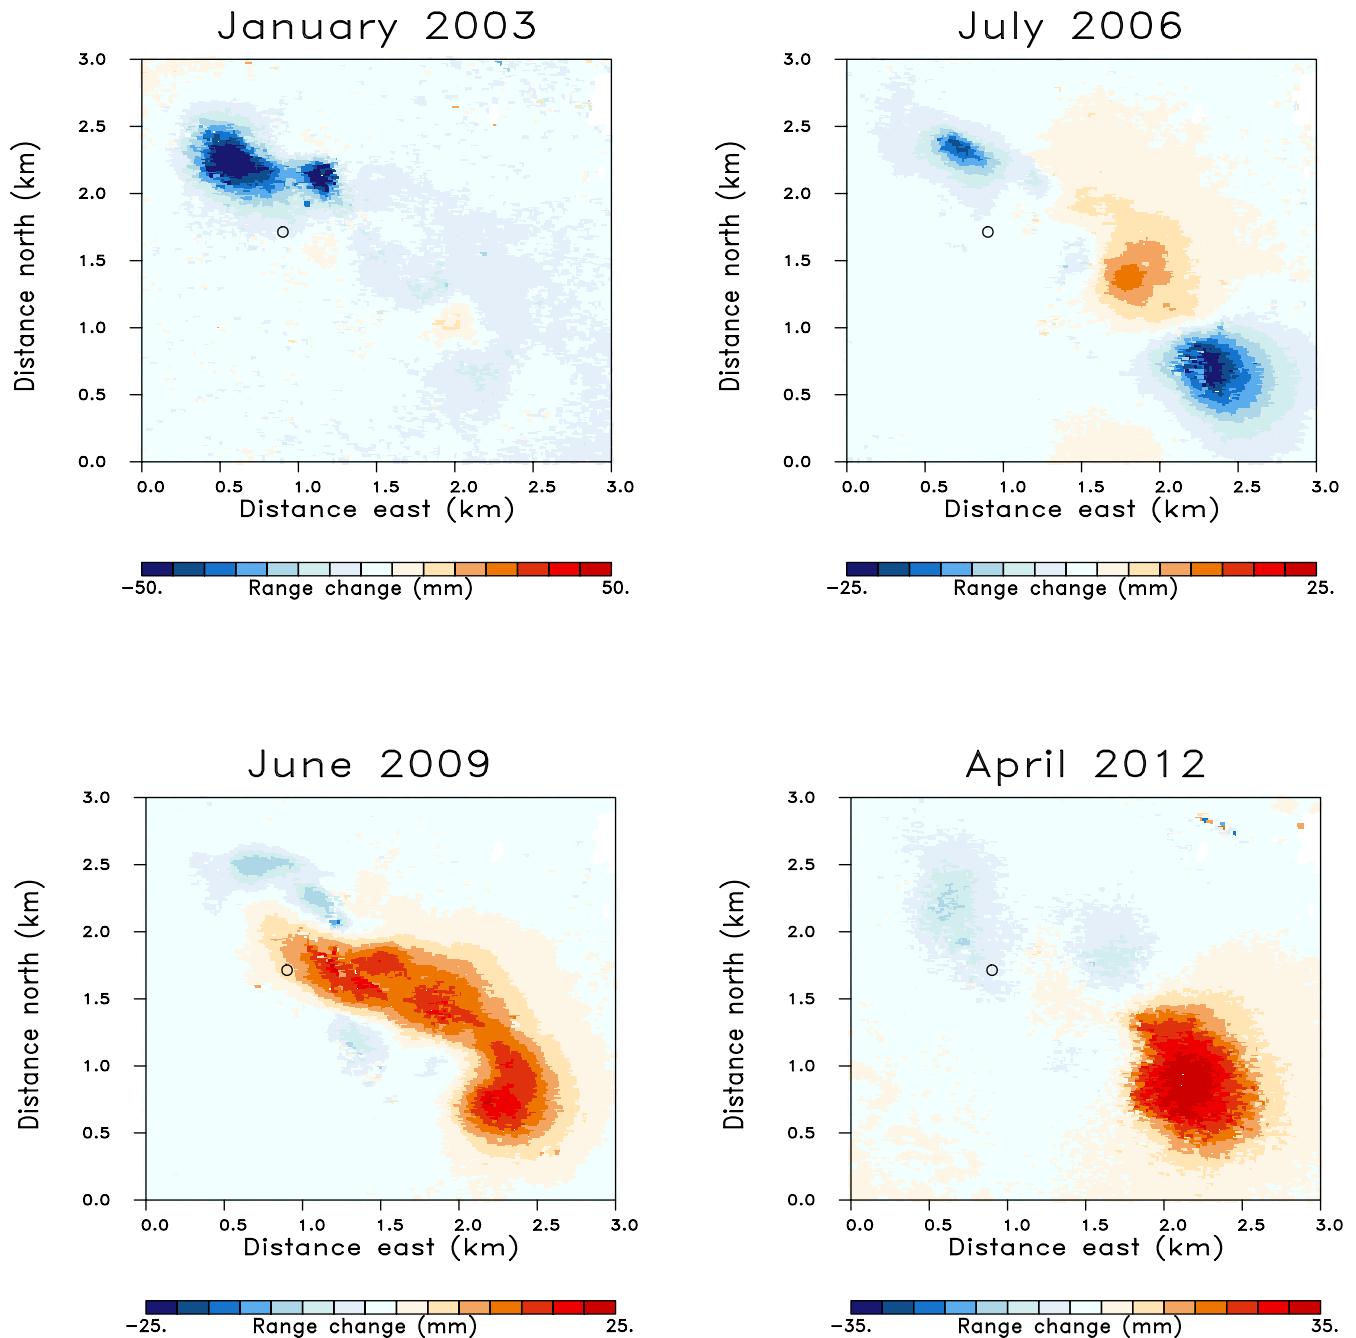 January 2003
3.0
2.5
2.0
1.5
1.0
0.5
0.0
Distance north (km)
0.0 0.5 1.0 1.5 2.0 2.5 3.0
Distance east (km)
-50. Range change (mm) 50.
July 2006
3.0
2.5
2.0
1.5
1.0
0.5
0.0
Distance north (km)
0.0 0.5 1.0 1.5 2.0 2.5 3.0
Distance east (km)
-25. Range change (mm) 25.
June 2009
3.0
2.5
2.0
1.5
1.0
0.5
0.0
Distance north (km)
0.0 0.5 1.0 1.5 2.0 2.5 3.0
Distance east (km)
-25. Range change (mm) 25.
April 2012
3.0
2.5
2.0
1.5
1.0
0.5
0.0
Distance north (km)
0.0 0.5 1.0 1.5 2.0 2.5 3.0
Distance east (km)
-35. Range change (mm) 35.